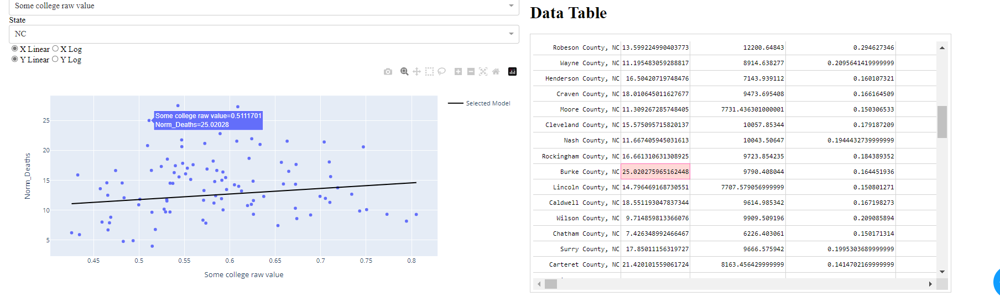 Some college raw value
State
NC
X Linear X Log
Y Linear Y Log
Selected Model
Some college raw value=0.5111701
Norm_Deaths=25.02028
25
20
15
10
5
Norm_Deaths
0.45 0.5 0.55 0.6 0.65 0.7 0.75 0.8
Some college raw value
Data Table
Robeson County, NC 13.599224990403773 12200.64843 0.294627346
Wayne County, NC 11.195483059288817 8914.638277 0.2095641419999999
Henderson County, NC 16.50420719748476 7143.939112 0.160107321
Craven County, NC 18.010645011627677 9473.695408 0.166164509
Moore County, NC 11.309267285748405 7731.436301000001 0.150306533
Cleveland County, NC 15.575095715820137 10057.85344 0.179187209
Nash County, NC 11.667405945031613 10043.50647 0.1944432739999999
Rockingham County, NC 16.661310631308925 9723.854235 0.184389352
Burke County, NC 25.020275965162448 9790.408044 0.164451936
Lincoln County, NC 14.796469168730551 7707.579056999999 0.150801271
Caldwell County, NC 18.551193047837344 9614.985342 0.167198273
Wilson County, NC 9.714859813366076 9909.509196 0.209085894
Chatham County, NC 7.426348992466467 6226.403061 0.150171314
Surry County, NC 17.85011156319727 9666.575942 0.1995303689999999
Carteret County, NC 21.420101559061724 8163.456429999999 0.1414702169999999